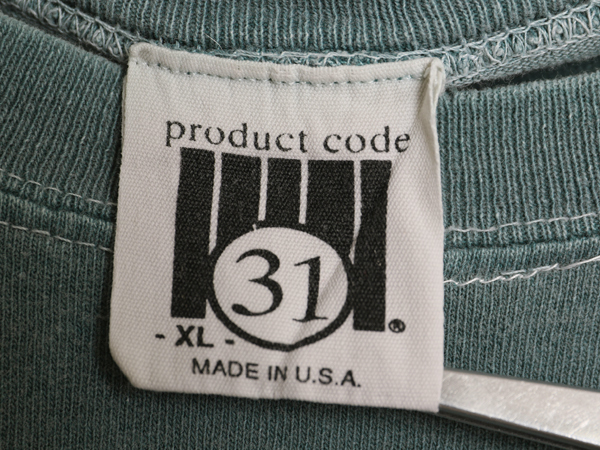 product code
31
- XL -
®
MADE IN U.S.A.